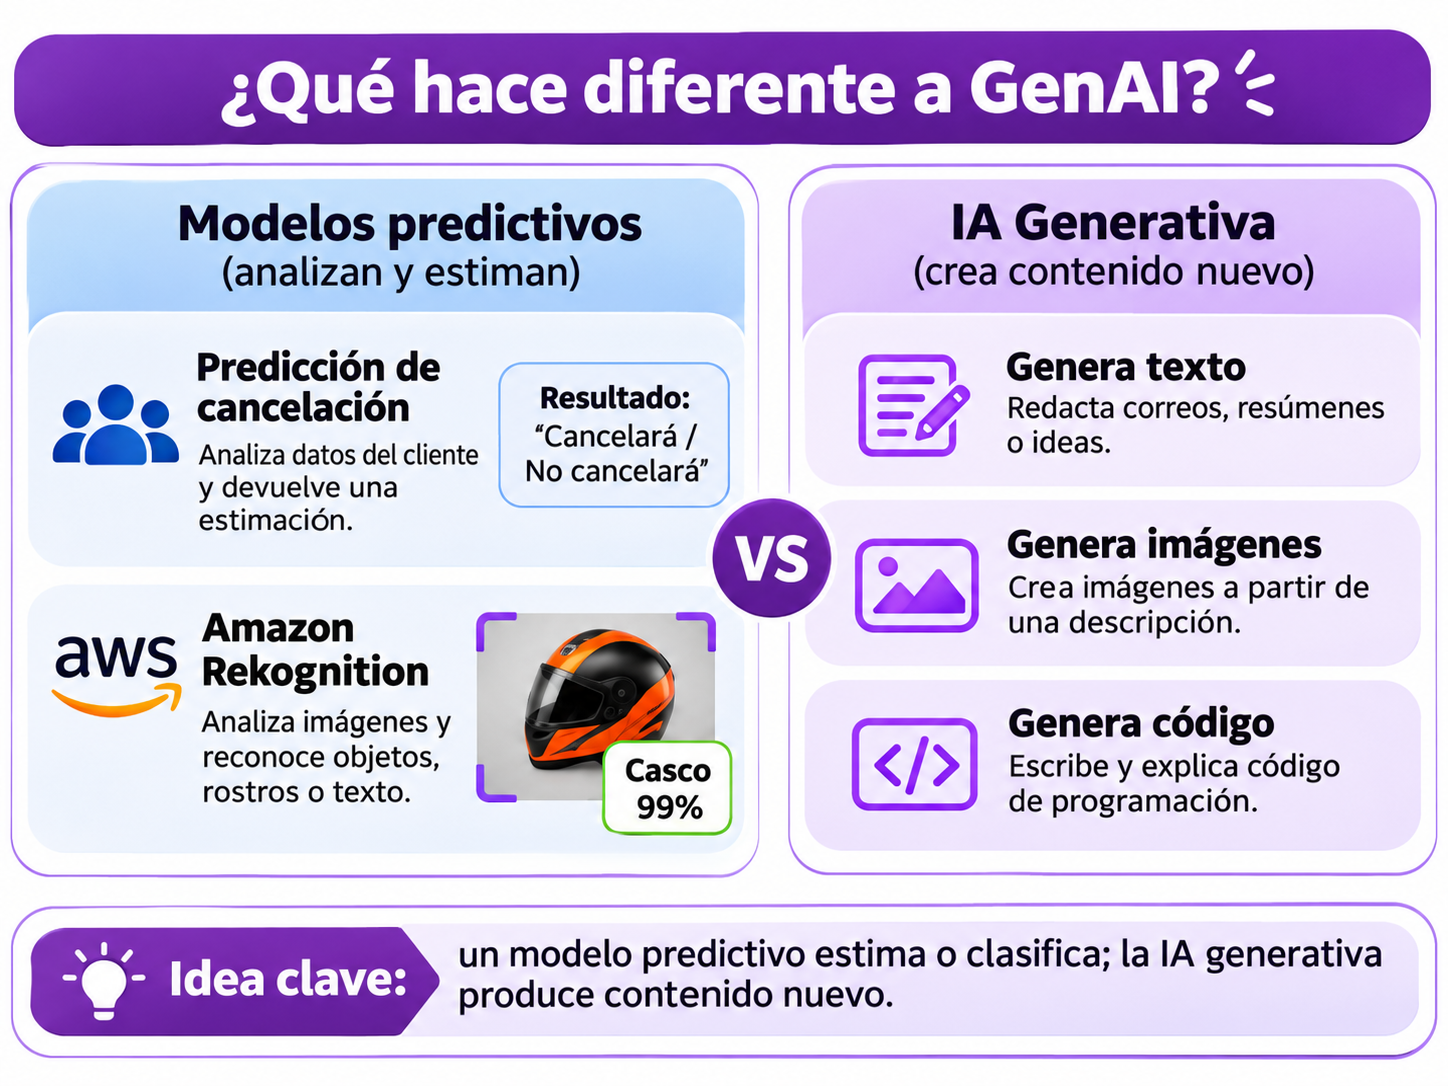 ¿Qué hace diferente a GenAI?
Modelos predictivos
(analizan y estiman)
Predicción de
cancelación
Analiza datos del cliente
y devuelve una
estimación.
Resultado:
“Cancelará /
No cancelará”
aws
Amazon
Rekognition
Analiza imágenes y
reconoce objetos,
rostros o texto.
Casco
99%
VS
IA Generativa
(crea contenido nuevo)
Genera texto
Redacta correos, resúmenes
o ideas.
Genera imágenes
Crea imágenes a partir de
una descripción.
</>
Genera código
Escribe y explica código
de programación.
Idea clave:
un modelo predictivo estima o clasifica; la IA generativa
produce contenido nuevo.